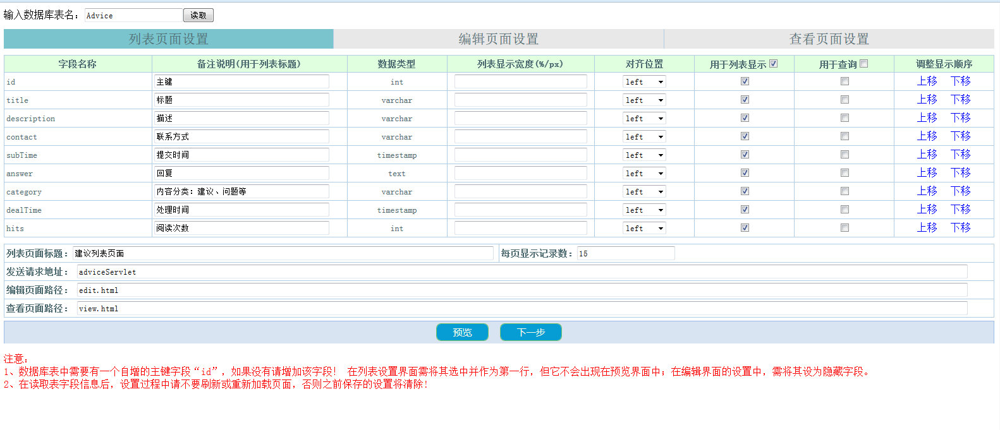 输入数据库表名: Advice 读取
列表页面设置 编辑页面设置 查看页面设置
字段名称 备注说明(用于列表标题) 数据类型 列表显示宽度(%/px) 对齐位置 用于列表显示 用于查询 调整显示顺序
id 主键 int left 上移 下移
title 标题 varchar left 上移 下移
description 描述 varchar left 上移 下移
contact 联系方式 varchar left 上移 下移
subTime 提交时间 timestamp left 上移 下移
answer 回复 text left 上移 下移
category 内容分类: 建议、问题等 varchar left 上移 下移
dealTime 处理时间 timestamp left 上移 下移
hits 阅读次数 int left 上移 下移
列表页面标题: 建议列表页面 每页显示记录数: 15
发送请求地址: adviceServlet
编辑页面路径: edit.html
查看页面路径: view.html
预览 下一步
注意:
1、数据库表中需要有一个自增的主键字段“id”，如果没有请增加该字段! 在列表设置界面需将其选中并作为第一行，但它不会出现在预览界面中；在编辑界面的设置中，需将其设为隐藏字段。
2、在读取表字段信息后，设置过程中请不要刷新或重新加载页面，否则之前保存的设置将清除!